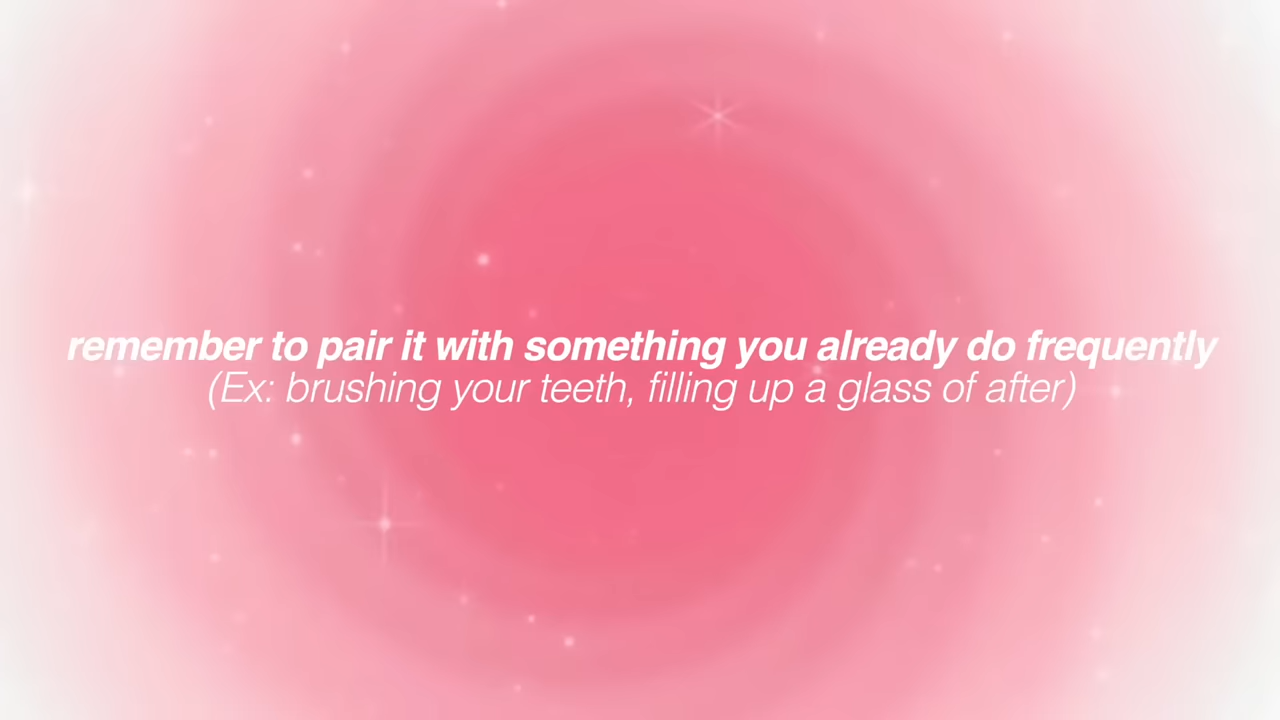 remember to pair it with something you already do frequently
(Ex: brushing your teeth, filling up a glass of after)